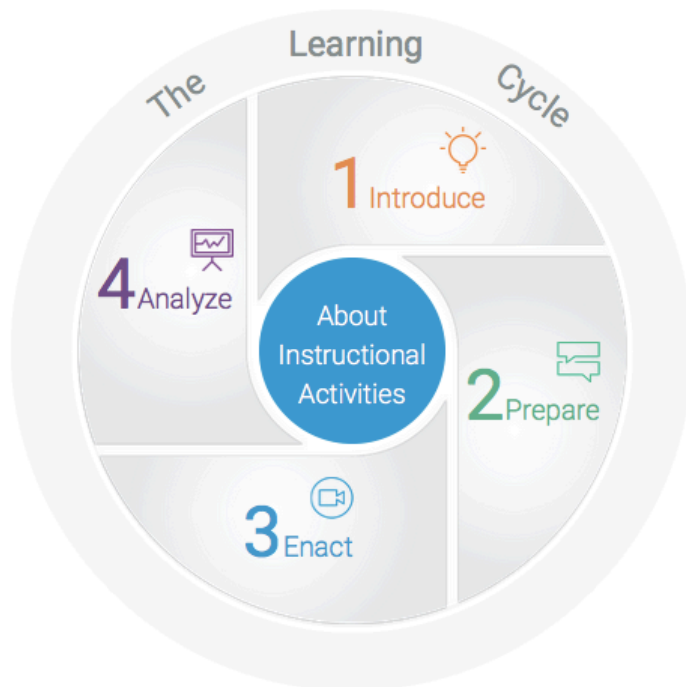 The Learning Cycle
1 Introduce
2 Prepare
3 Enact
4 Analyze
About
Instructional
Activities